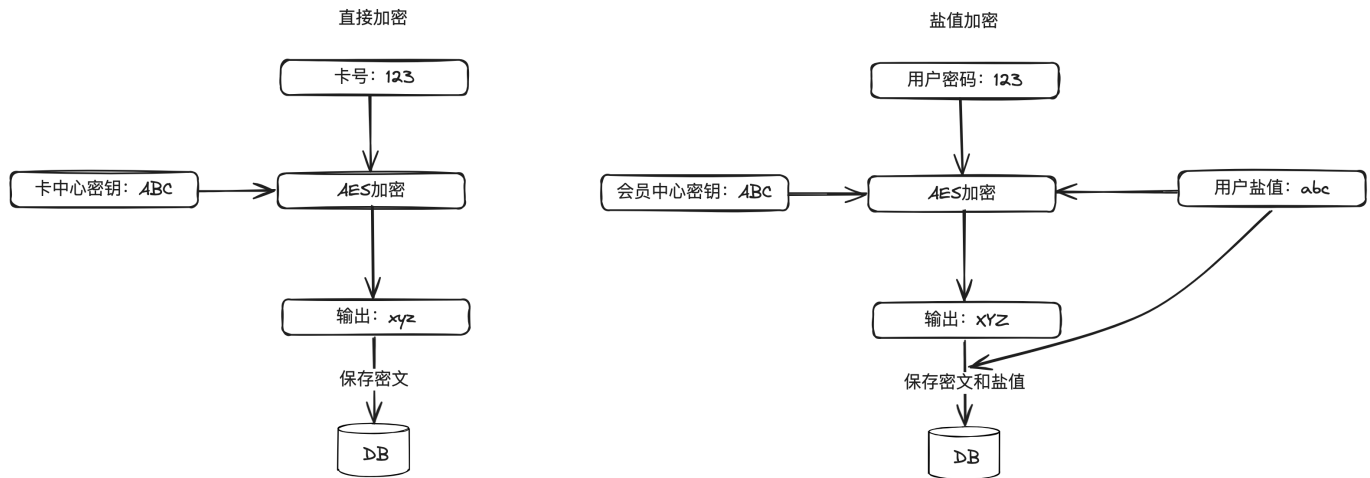 直接加密
卡号：123
卡中心密钥：ABC
AES加密
输出：xyz
保存密文
DB
盐值加密
用户密码：123
会员中心密钥：ABC
AES加密
用户盐值：abc
输出：XYZ
保存密文和盐值
DB